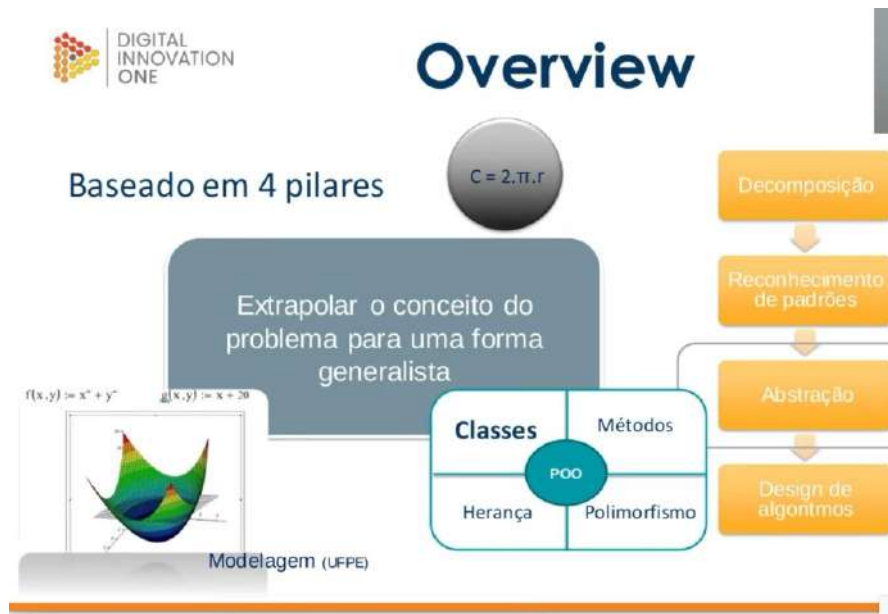 DIGITAL
INNOVATION
ONE
Overview
Baseado em 4 pilares
C = 2.π.r
Decomposição
Reconhecimento
de padrões
Abstração
Design de
algoritmos
Extrapolar o conceito do
problema para uma forma
generalista
g(x,y) := x + 20
Classes
Métodos
POO
Herança
Polimorfismo
Modelagem (UFPE)